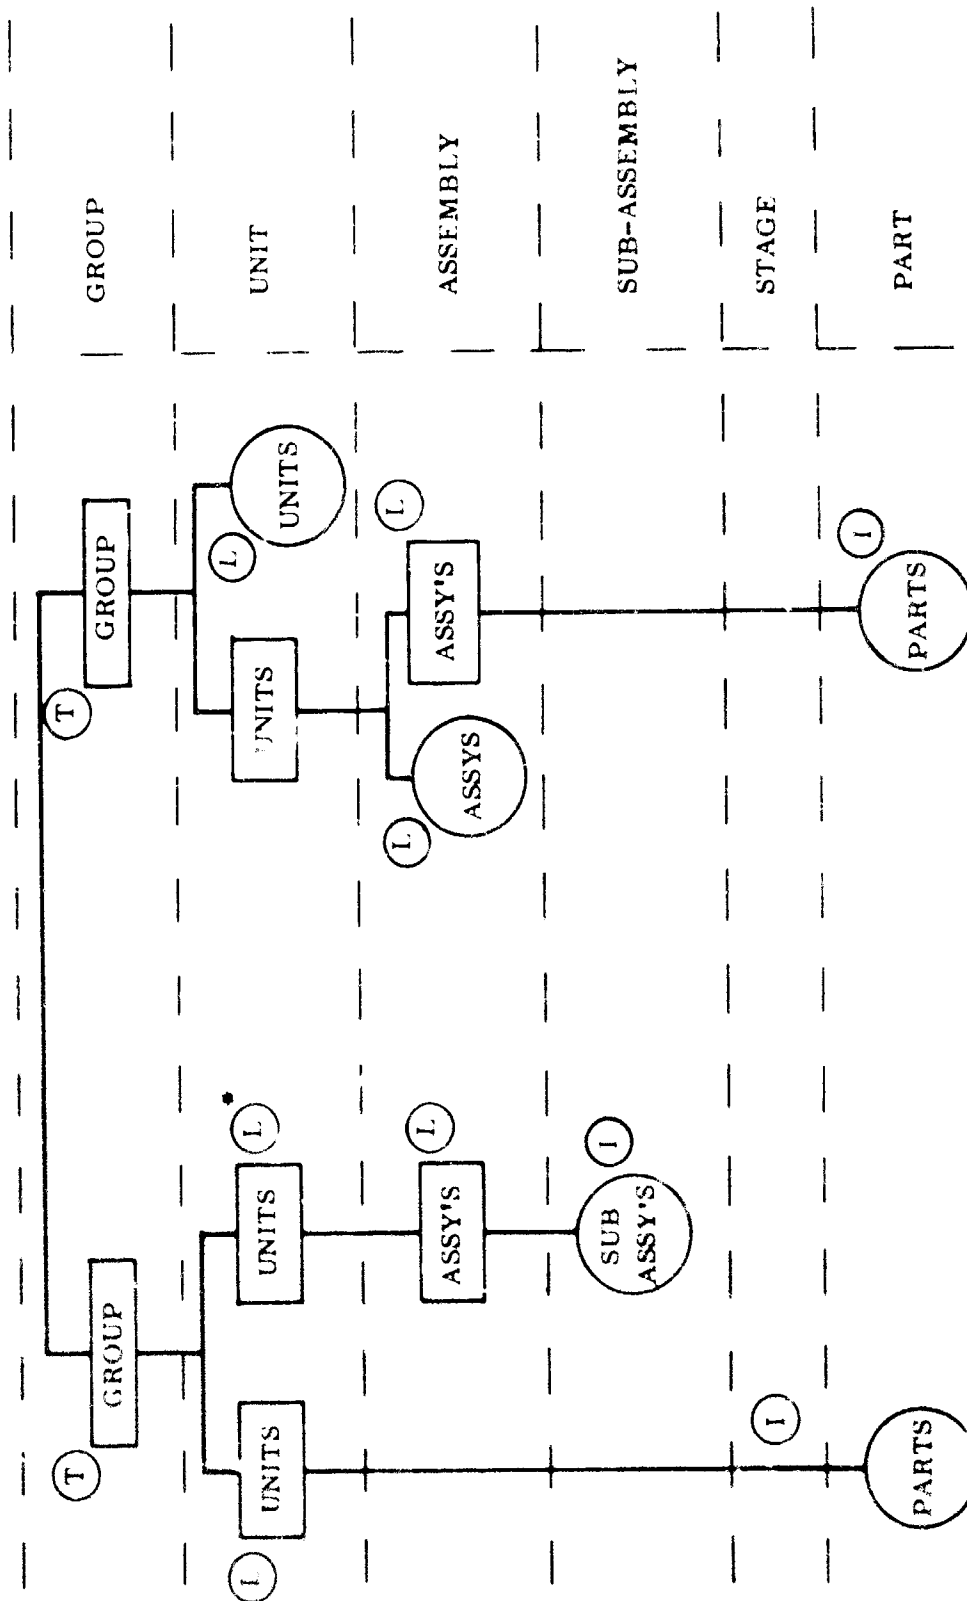 T
GROUP
T
GROUP
GROUP
L
UNITS
UNITS
L *
UNITS
L
UNITS
UNIT
ASSY'S
L
L
ASSYS
ASSY'S
L
ASSEMBLY
SUB
ASSY'S
I
SUB-ASSEMBLY
I
STAGE
PARTS
PARTS
I
PART